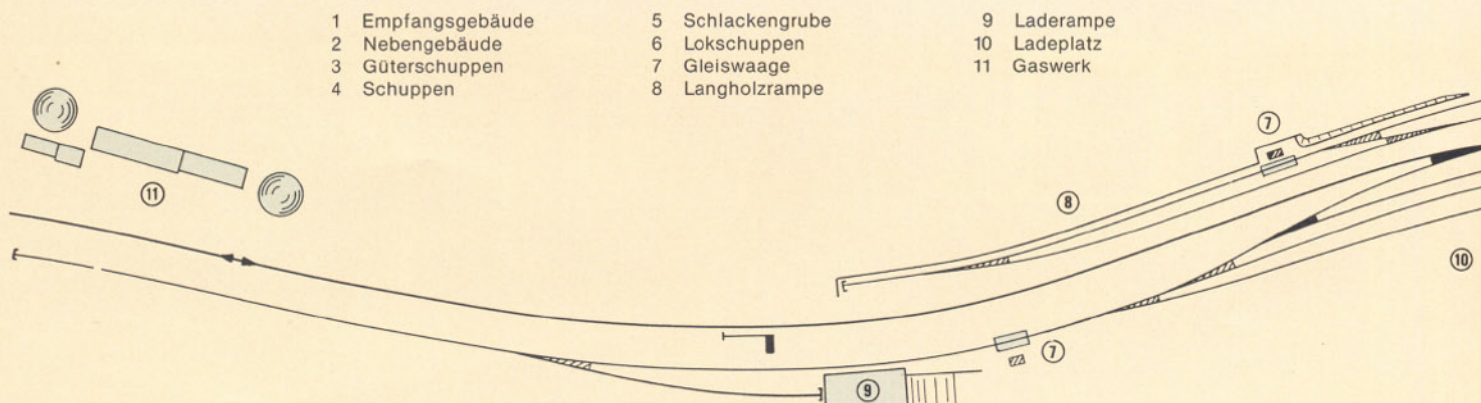 1 Empfangsgebäude
2 Nebengebäude
3 Güterschuppen
4 Schuppen
5 Schlackengrube
6 Lokschuppen
7 Gleiswaage
8 Langholzrampe
9 Laderampe
10 Ladeplatz
11 Gaswerk
7
11
8
10
7
9